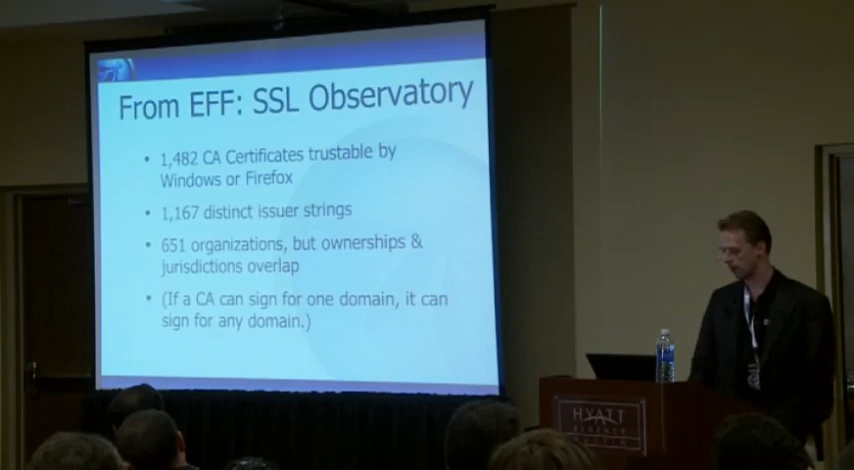 From EFF: SSL Observatory
• 1,482 CA Certificates trustable by
Windows or Firefox
• 1,167 distinct issuer strings
• 651 organizations, but ownerships &
jurisdictions overlap
• (If a CA can sign for one domain, it can
sign for any domain.)
HYATT
REGENCY